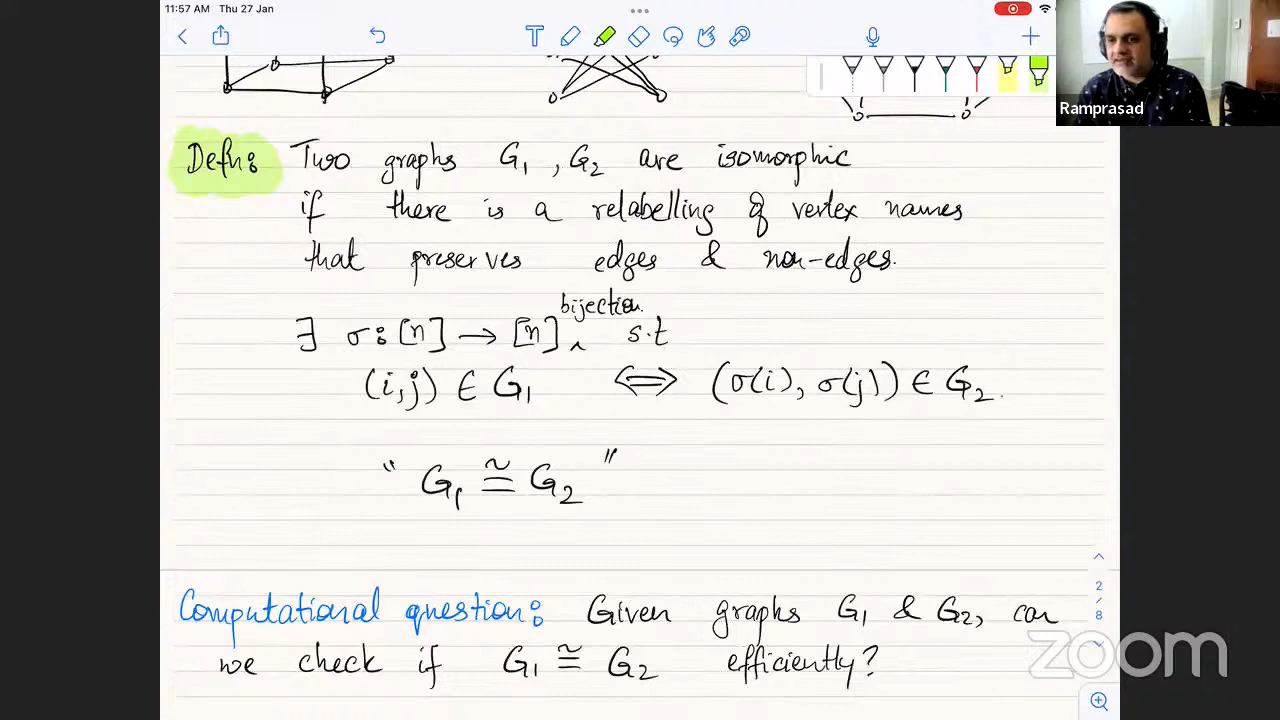 11:57 AM Thu 27 Jan
Ramprasad
Defn: Two graphs G₁, G₂ are isomorphic
if there is a relabelling of vertex names
that preserves edges & non-edges.
bijection
∃ σ: [n] → [n] ‸ s.t
(i,j) ∈ G₁ ⟺ (σ(i), σ(j)) ∈ G₂.
" G₁ ≅ G₂ "
2 / 8
Computational question: Given graphs G₁ & G₂, can
we check if G₁ ≅ G₂ efficiently?
zoom